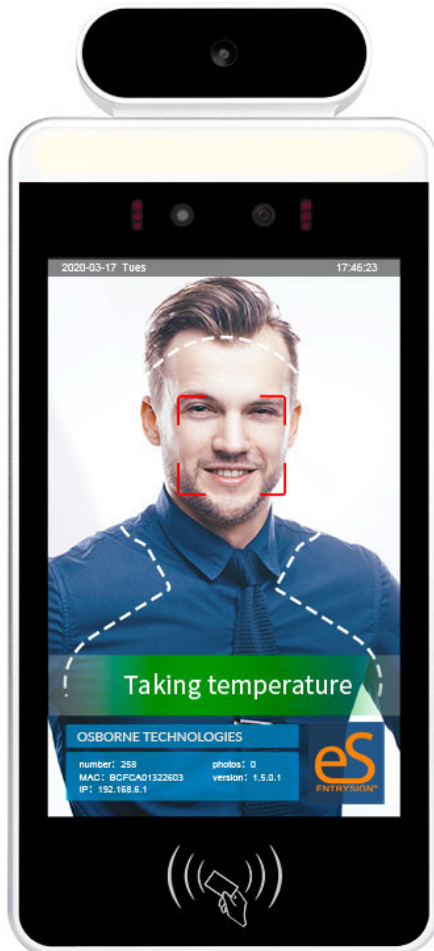 2020-03-17 Tues 17:46:23
Taking temperature
OSBORNE TECHNOLOGIES
number: 258 photos: 0
MAC: BCFCA01322603 version: 1.5.0.1
IP: 192.168.6.1
eS
ENTRYSIGN™